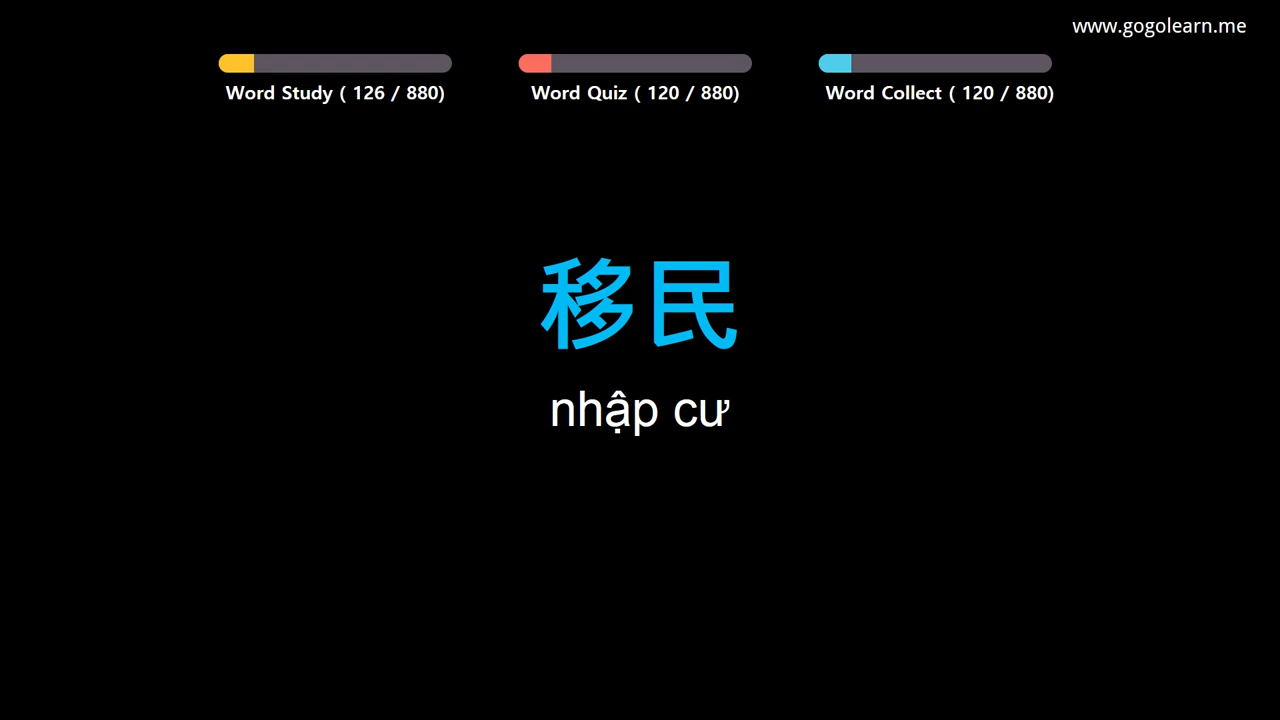 www.gogolearn.me
Word Study ( 126 / 880)
Word Quiz ( 120 / 880)
Word Collect ( 120 / 880)
移民
nhập cư